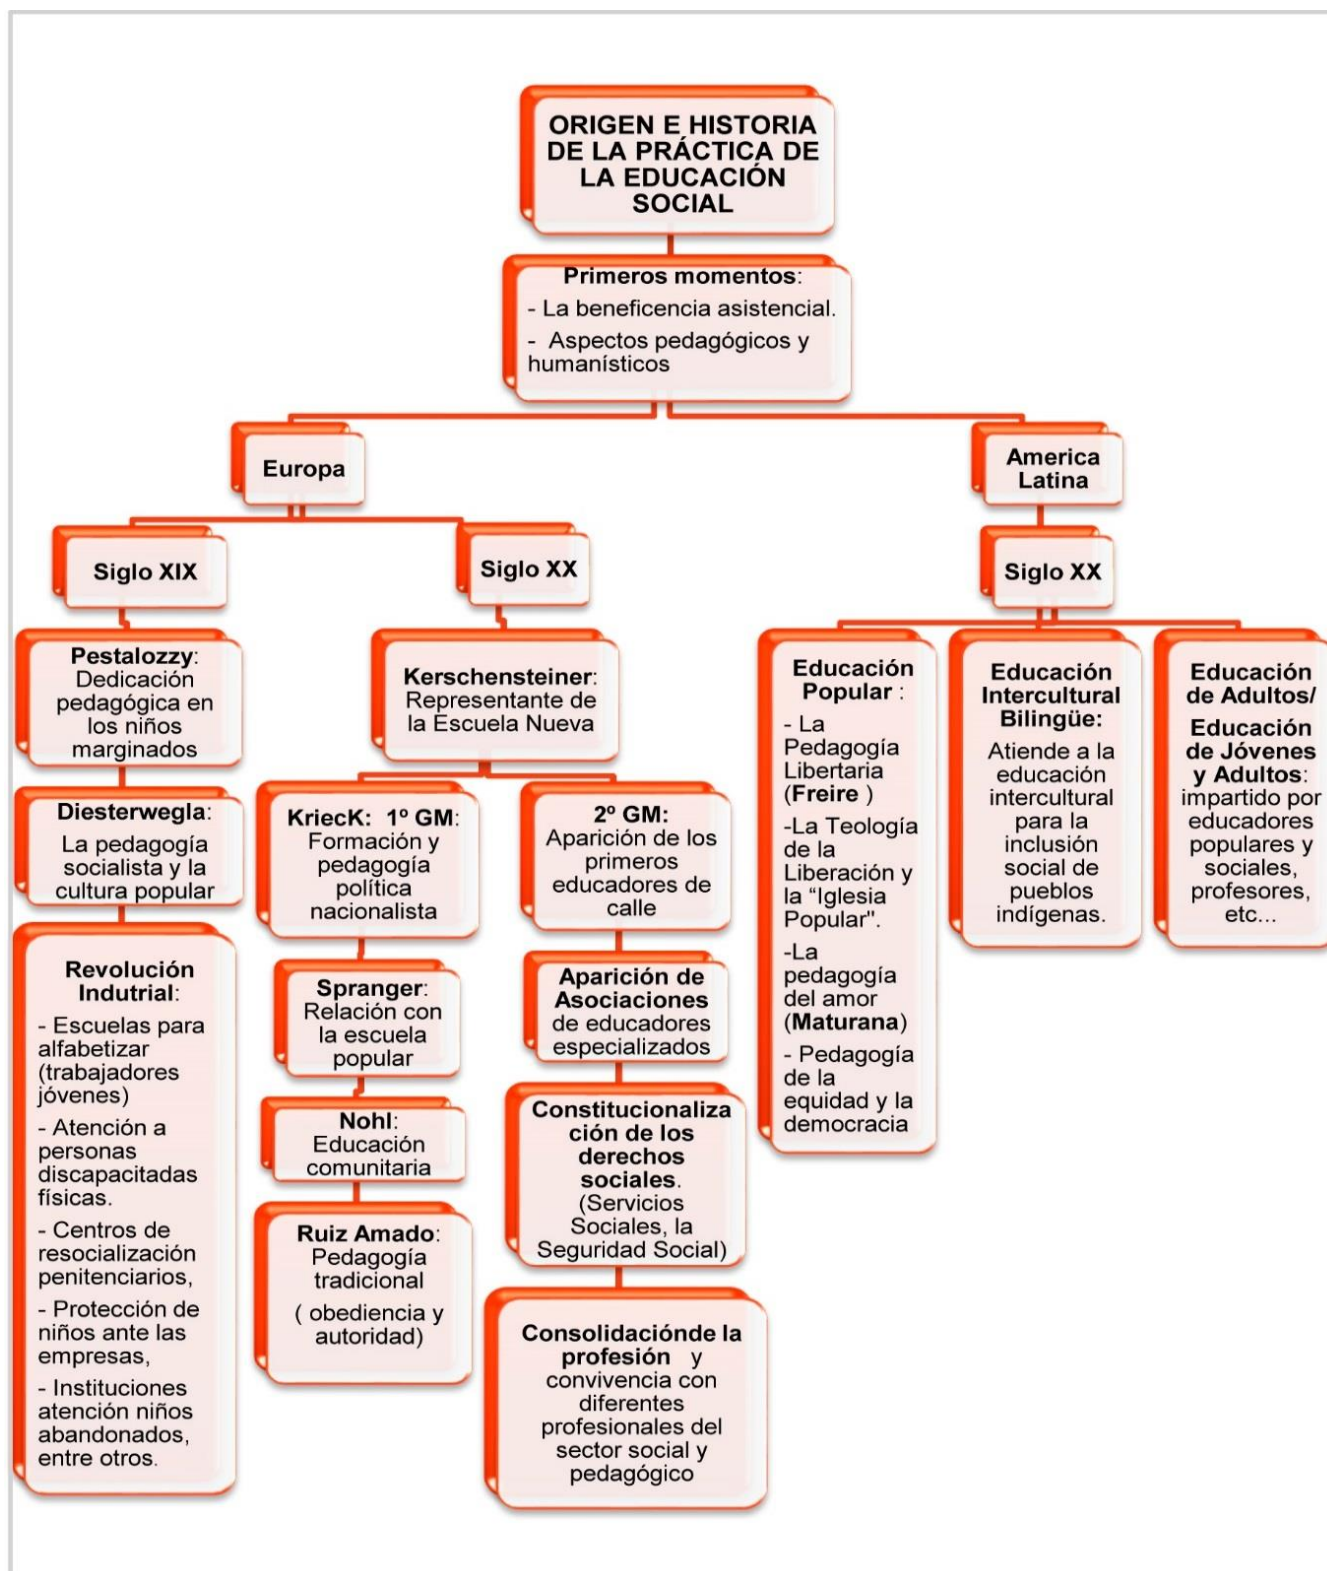 ORIGEN E HISTORIA
DE LA PRÁCTICA DE
LA EDUCACIÓN
SOCIAL
Primeros momentos:
- La beneficencia asistencial.
- Aspectos pedagógicos y
humanísticos
Europa
Siglo XIX
Pestalozzy:
Dedicación
pedagógica en
los niños
marginados
Diesterwegla:
La pedagogía
socialista y la
cultura popular
Revolución
Indutrial:
- Escuelas para
alfabetizar
(trabajadores
jóvenes)
- Atención a
personas
discapacitadas
físicas.
- Centros de
resocialización
penitenciarios,
- Protección de
niños ante las
empresas,
- Instituciones
atención niños
abandonados,
entre otros.
Siglo XX
Kerschensteiner:
Representante de
la Escuela Nueva
KriecK: 1º GM:
Formación y
pedagogía
política
nacionalista
Spranger:
Relación con
la escuela
popular
Nohl:
Educación
comunitaria
Ruiz Amado:
Pedagogía
tradicional
( obediencia y
autoridad)
2º GM:
Aparición de los
primeros
educadores de
calle
Aparición de
Asociaciones
de educadores
especializados
Constitucionaliza
ción de los
derechos
sociales.
(Servicios
Sociales, la
Seguridad Social)
Consolidaciónde la
profesión y
convivencia con
diferentes
profesionales del
sector social y
pedagógico
America
Latina
Siglo XX
Educación
Popular :
- La
Pedagogía
Libertaria
(Freire )
-La Teología
de la
Liberación y
la “Iglesia
Popular".
-La
pedagogía
del amor
(Maturana)
- Pedagogía
de la
equidad y la
democracia
Educación
Intercultural
Bilingüe:
Atiende a la
educación
intercultural
para la
inclusión
social de
pueblos
indígenas.
Educación
de Adultos/
Educación
de Jóvenes
y Adultos:
impartido por
educadores
populares y
sociales,
profesores,
etc...